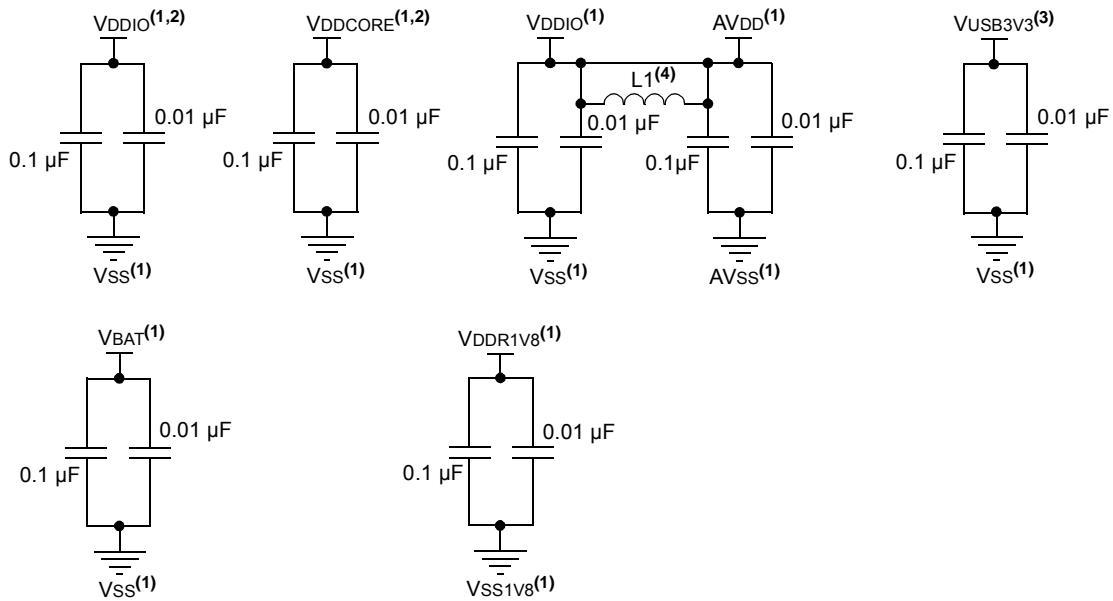 VDDIO(1,2)
0.1 µF
0.01 µF
VSS(1)
VDDCORE(1,2)
0.1 µF
0.01 µF
VSS(1)
VDDIO(1)
AVDD(1)
L1(4)
0.1 µF
0.01 µF
0.1µF
0.01 µF
VSS(1)
AVSS(1)
VUSB3V3(3)
0.1 µF
0.01 µF
VSS(1)
VBAT(1)
0.1 µF
0.01 µF
VSS(1)
VDDR1V8(1)
0.1 µF
0.01 µF
VSS1V8(1)